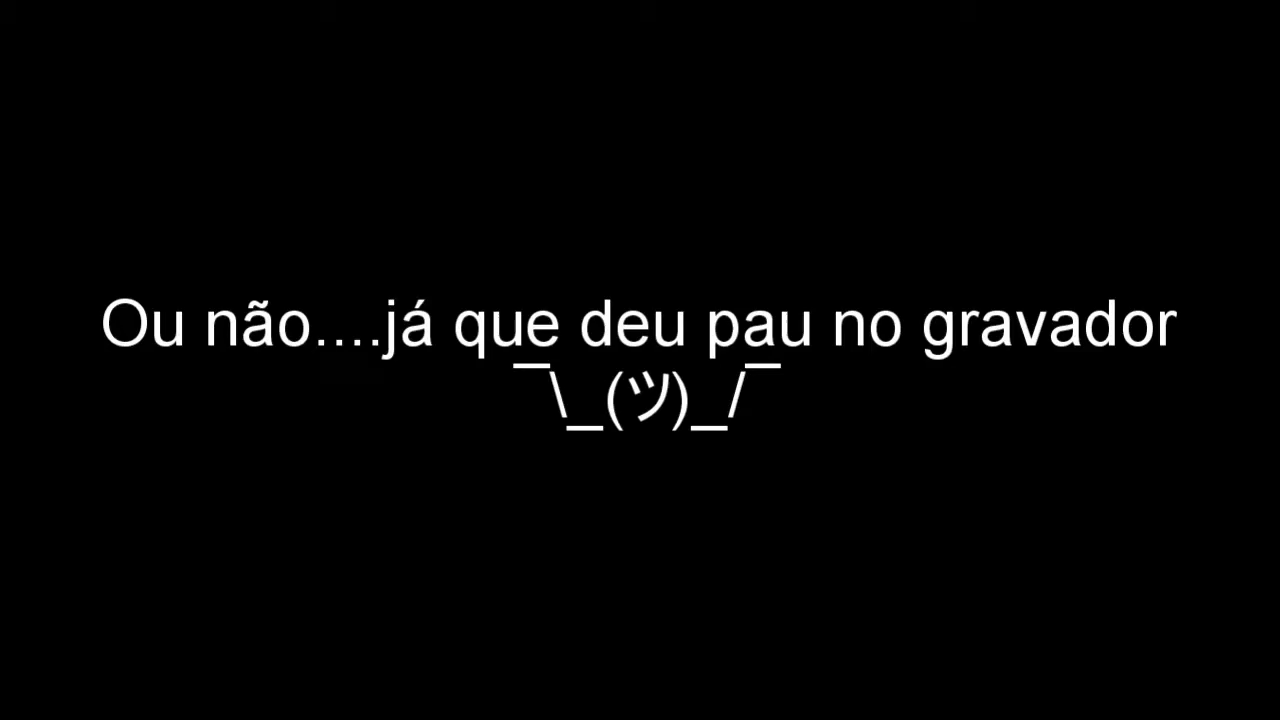 Ou não....já que deu pau no gravador
¯\_(ツ)_/¯